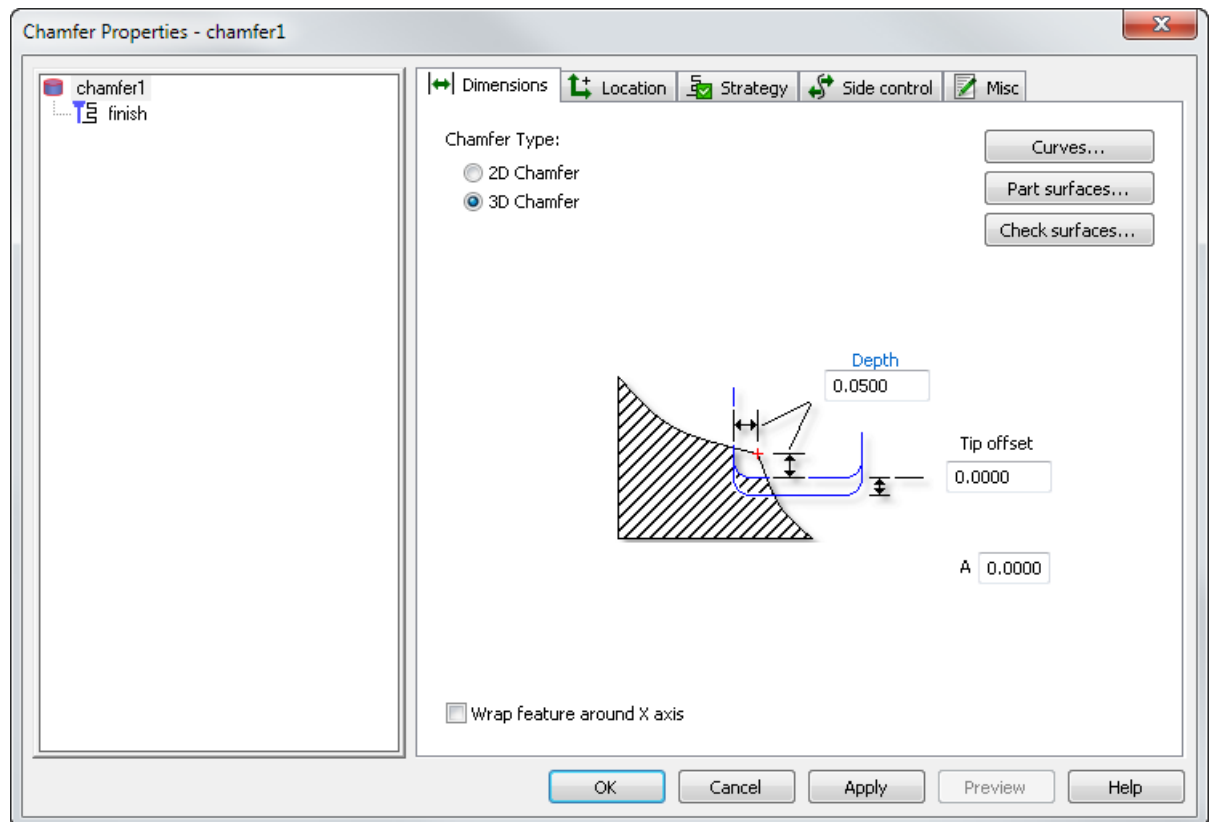 Chamfer Properties - chamfer1
chamfer1
finish
Dimensions Location Strategy Side control Misc
Chamfer Type:
2D Chamfer
3D Chamfer
Curves...
Part surfaces...
Check surfaces...
Depth
0.0500
Tip offset
0.0000
A 0.0000
Wrap feature around X axis
OK Cancel Apply Preview Help